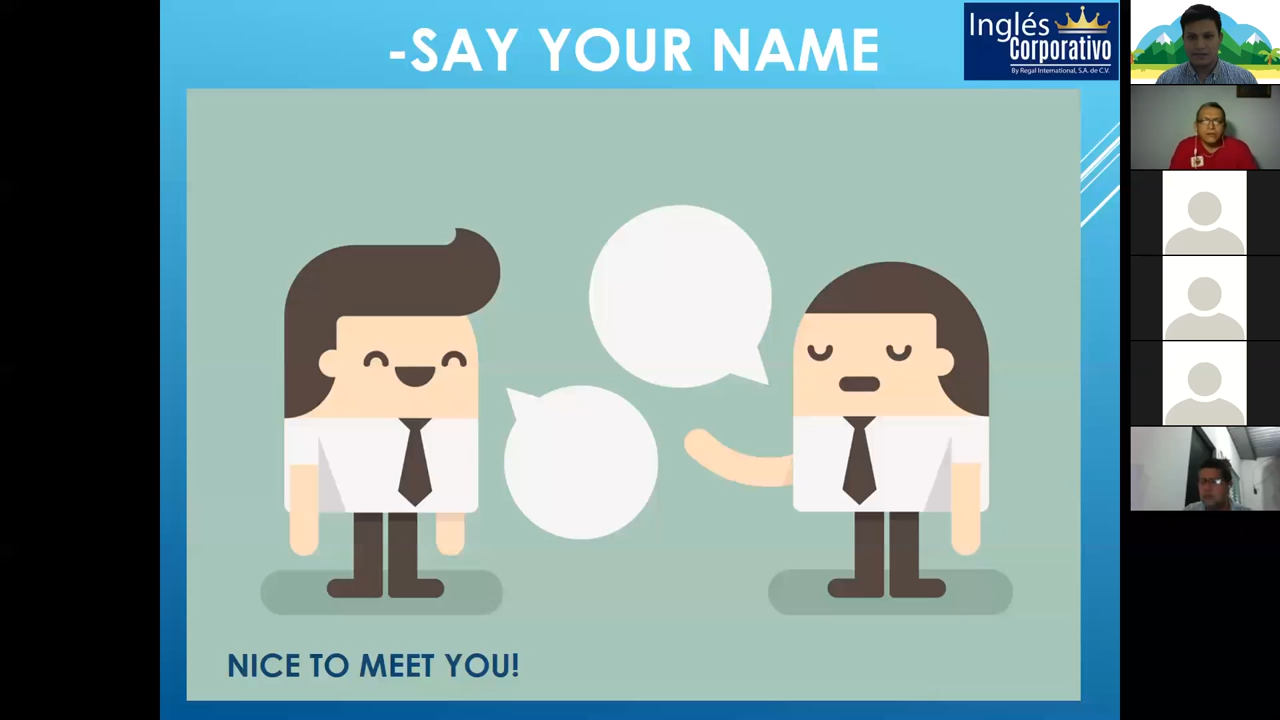 -SAY YOUR NAME
Inglés
Corporativo
By Regal International, S.A. de C.V.
NICE TO MEET YOU!